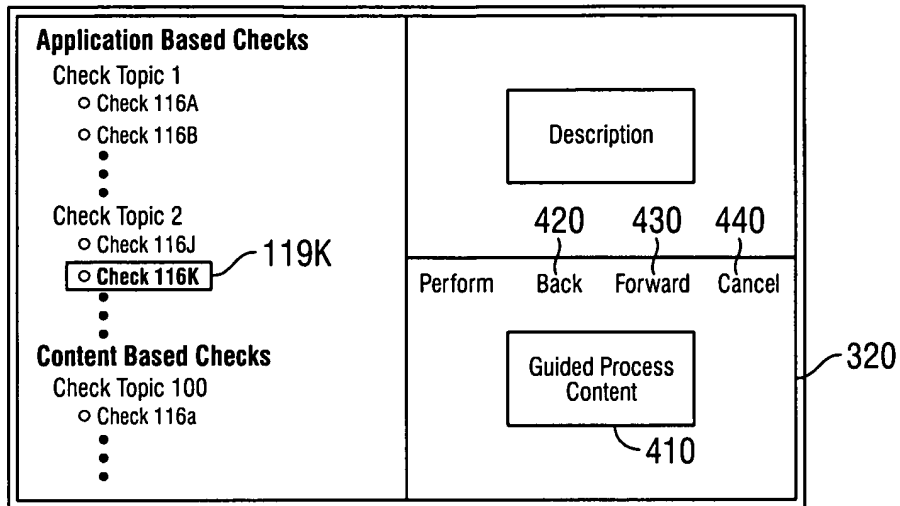 Application Based Checks
Check Topic 1
Check 116A
Check 116B
Check Topic 2
Check 116J
Check 116K
119K
Content Based Checks
Check Topic 100
Check 116a
Description
420 430 440
Perform Back Forward Cancel
Guided Process
Content
410
320